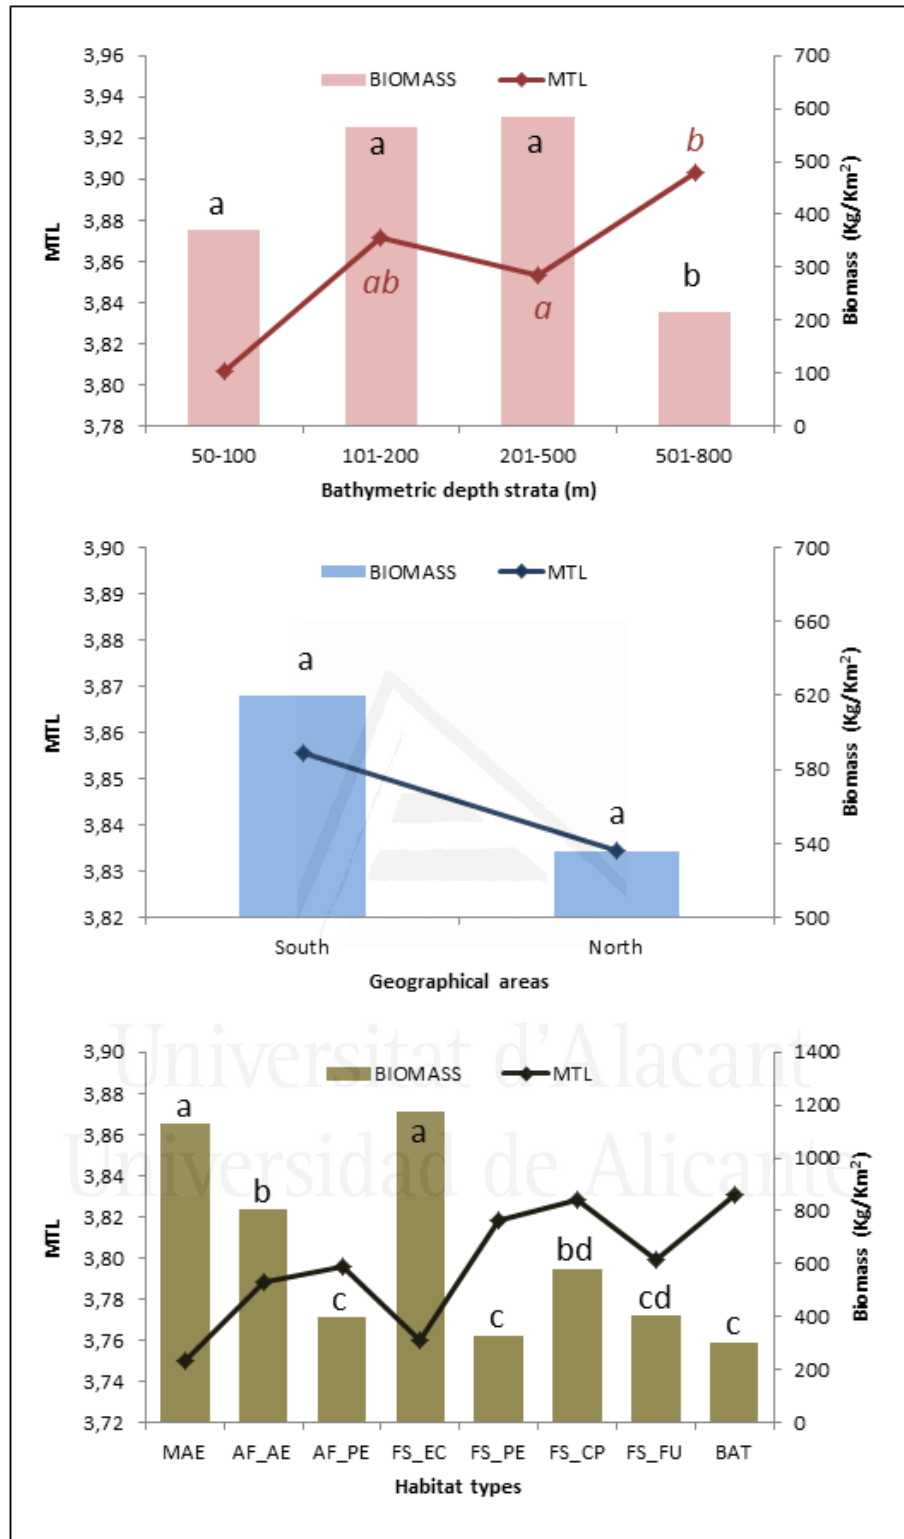 3,96
3,94
3,92
3,90
3,88
3,86
3,84
3,82
3,80
3,78
MTL
BIOMASS MTL
a
a
a
b
ab
a
b
700
600
500
400
300
200
100
0
Biomass (Kg/Km²)
50-100 101-200 201-500 501-800
Bathymetric depth strata (m)
3,90
3,89
3,88
3,87
3,86
3,85
3,84
3,83
3,82
MTL
BIOMASS MTL
a
a
700
660
620
580
540
500
Biomass (Kg/Km²)
South North
Geographical areas
Universitat d'Alacant
Universidad de Alicante
3,90
3,88
3,86
3,84
3,82
3,80
3,78
3,76
3,74
3,72
MTL
BIOMASS MTL
a
b
c
a
c
bd
cd
c
1400
1200
1000
800
600
400
200
0
Biomass (Kg/Km²)
MAE AF_AE AF_PE FS_EC FS_PE FS_CP FS_FU BAT
Habitat types